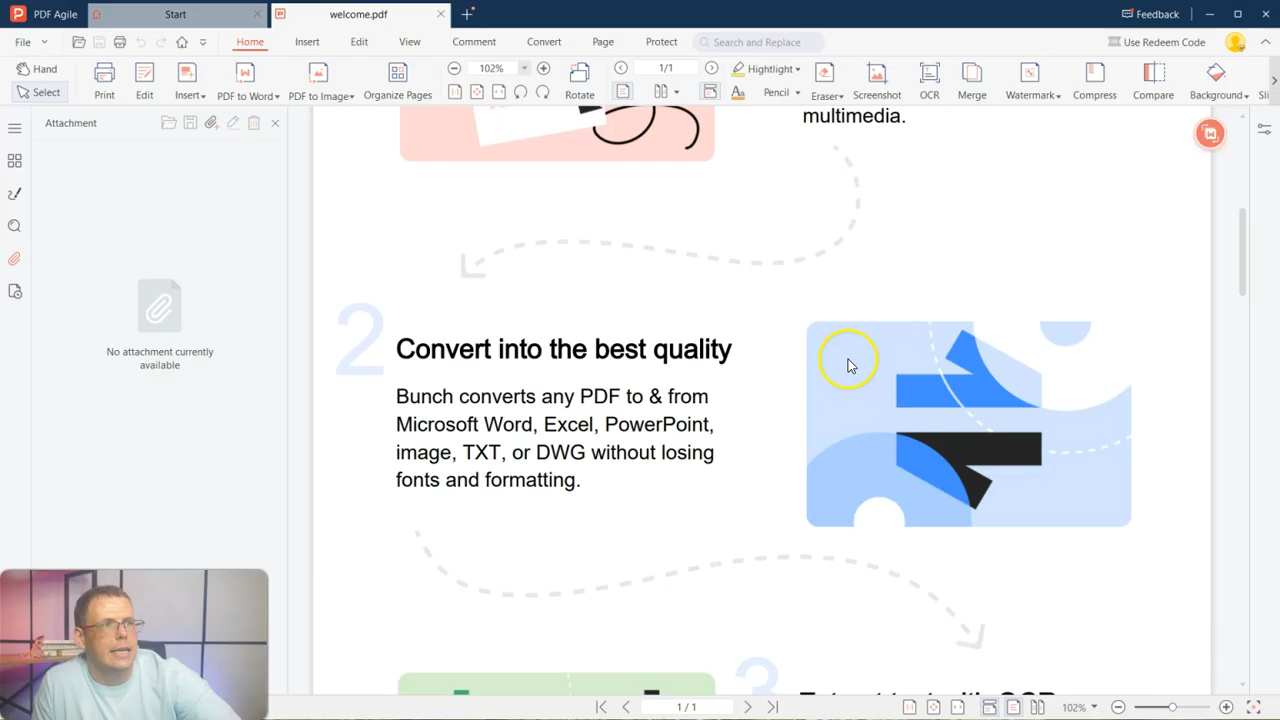 PDF Agile
Start
welcome.pdf
Feedback
File
Home
Insert
Edit
View
Comment
Convert
Page
Protect
Search and Replace
Use Redeem Code
Hand
Select
Print
Edit
Insert
PDF to Word
PDF to Image
Organize Pages
102%
Rotate
1/1
Highlight
Pencil
Eraser
Screenshot
OCR
Merge
Watermark
Compress
Compare
Background
Sli
Attachment
No attachment currently
available
multimedia.
2
Convert into the best quality
Bunch converts any PDF to & from
Microsoft Word, Excel, PowerPoint,
image, TXT, or DWG without losing
fonts and formatting.
3
1 / 1
102%